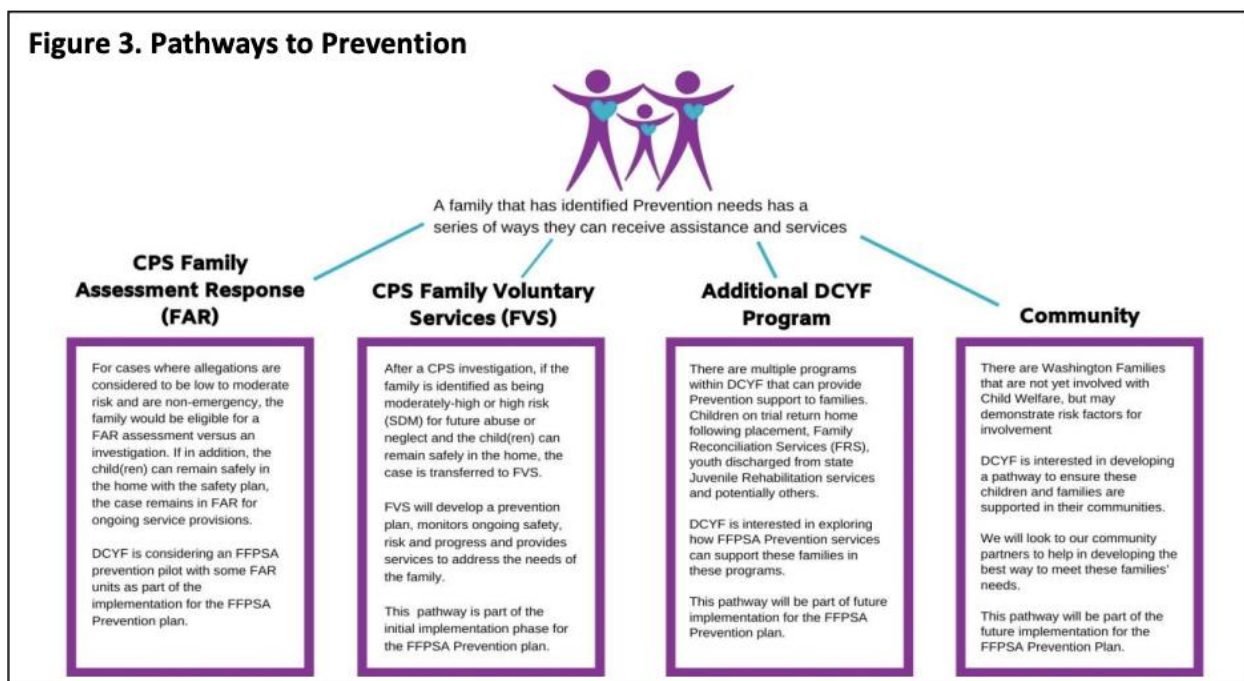 Figure 3. Pathways to Prevention
A family that has identified Prevention needs has a
series of ways they can receive assistance and services
CPS Family
Assessment Response
(FAR)
For cases where allegations are
considered to be low to moderate
risk and are non-emergency, the
family would be eligible for a
FAR assessment versus an
investigation. If in addition, the
child(ren) can remain safely in
the home with the safety plan,
the case remains in FAR for
ongoing service provisions.
DCYF is considering an FFPSA
prevention pilot with some FAR
units as part of the
implementation for the FFPSA
Prevention plan.
CPS Family Voluntary
Services (FVS)
After a CPS investigation, if the
family is identified as being
moderately-high or high risk
(SDM) for future abuse or
neglect and the child(ren) can
remain safely in the home, the
case is transferred to FVS.
FVS will develop a prevention
plan, monitors ongoing safety,
risk and progress and provides
services to address the needs of
the family.
This pathway is part of the
initial implementation phase for
the FFPSA Prevention plan.
Additional DCYF
Program
There are multiple programs
within DCYF that can provide
Prevention support to families.
Children on trial return home
following placement, Family
Reconciliation Services (FRS),
youth discharged from state
Juvenile Rehabilitation services
and potentially others.
DCYF is interested in exploring
how FFPSA Prevention services
can support these families in
these programs.
This pathway will be part of future
implementation for the FFPSA
Prevention plan.
Community
There are Washington Families
that are not yet involved with
Child Welfare, but may
demonstrate risk factors for
involvement
DCYF is interested in developing
a pathway to ensure these
children and families are
supported in their communities.
We will look to our community
partners to help in developing the
best way to meet these families'
needs.
This pathway will be part of the
future implementation for the
FFPSA Prevention Plan.